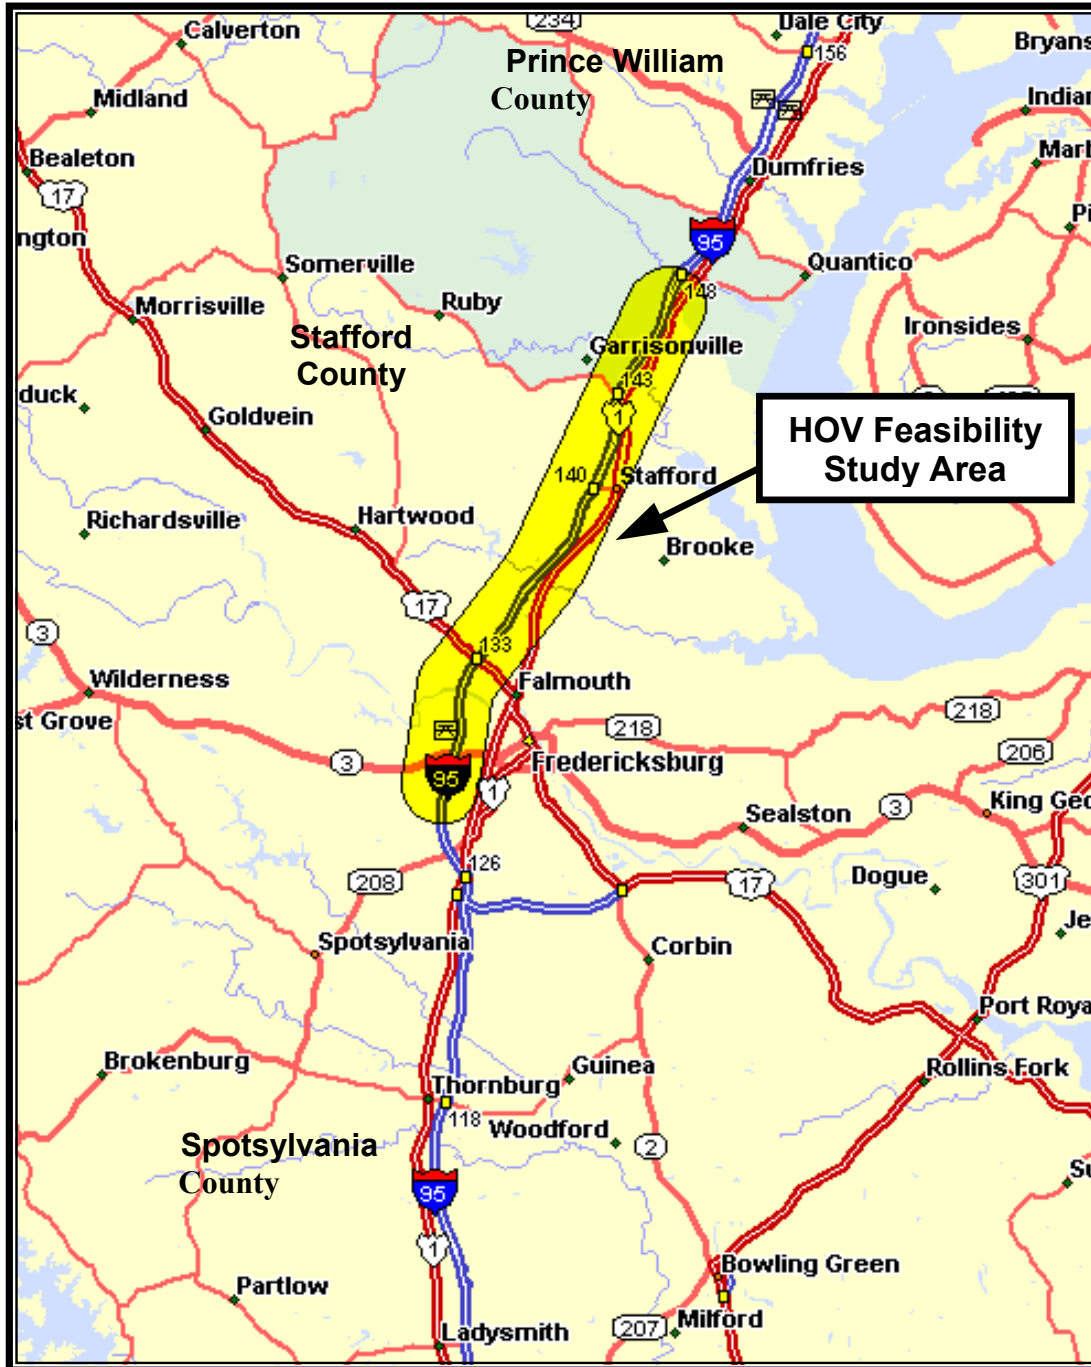 234
Dale City
Calverton
156
Bryans
Prince William
County
Midland
Indian
Bealeton
Dumfries
17
ngton
95
Somerville
Quantico
148
Morrisville
Ruby
Stafford
County
Ironsides
Garrisonville
143
duck
Goldvein
1
HOV Feasibility
Study Area
140
Stafford
Richardsville
Hartwood
Brooke
17
3
133
Wilderness
Falmouth
st Grove
218
218
206
3
Fredericksburg
95
1
3
King Geo
Sealston
126
208
17
Dogue
301
Je
Spotsylvania
Corbin
Port Roya
Brokenburg
Guinea
Rollins Fork
Thornburg
118
Woodford
2
Spotsylvania
County
95
1
Bowling Green
Partlow
Milford
207
Ladysmith